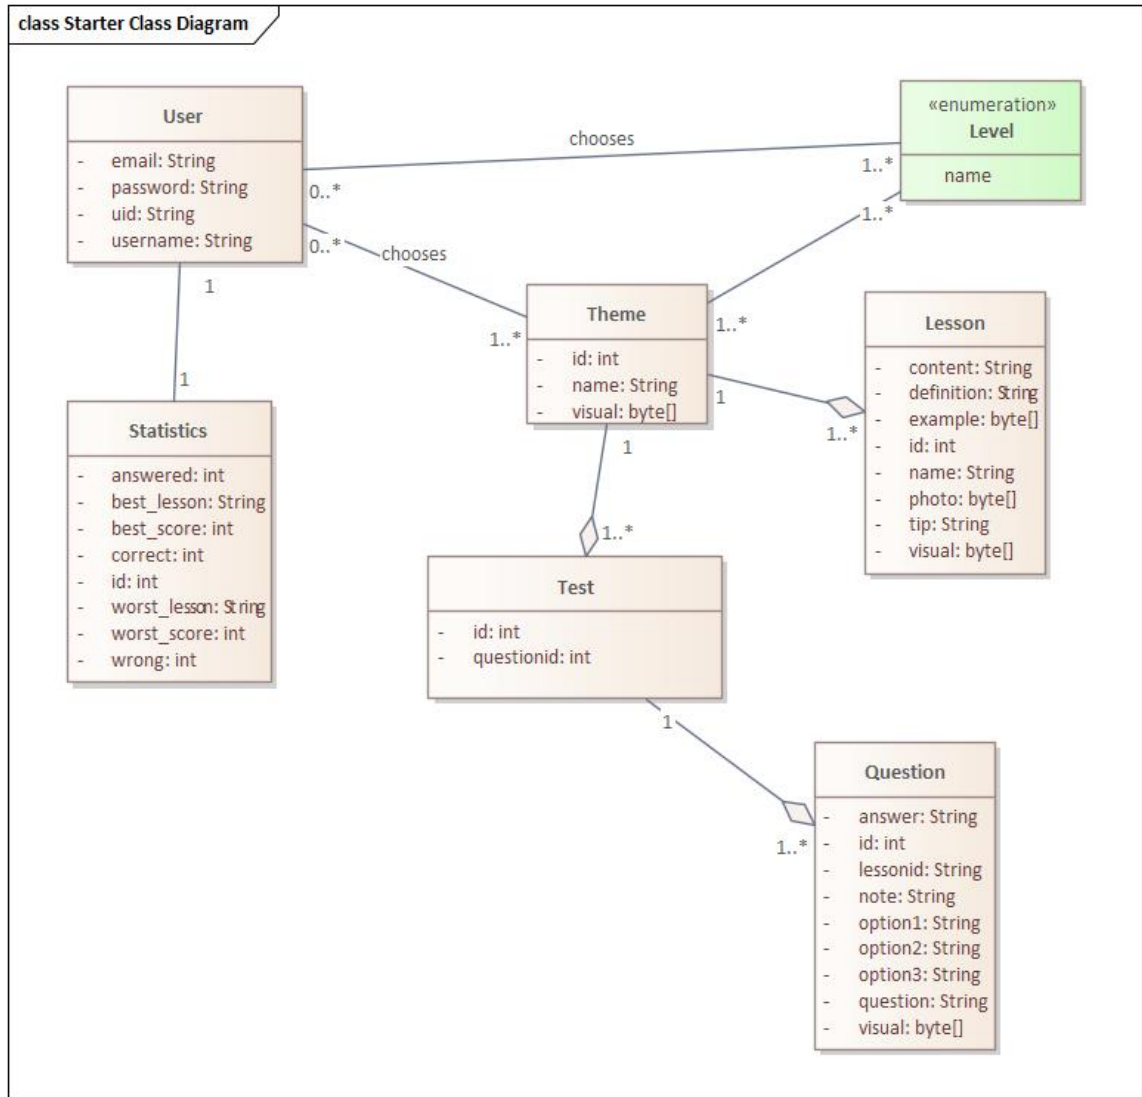 class Starter Class Diagram
User
- email: String
- password: String
- uid: String
- username: String
chooses
0..*
1..*
«enumeration»
Level
name
chooses
0..*
1..*
1..*
1..*
Theme
- id: int
- name: String
- visual: byte[]
1
1..*
Lesson
- content: String
- definition: String
- example: byte[]
- id: int
- name: String
- photo: byte[]
- tip: String
- visual: byte[]
1
1
Statistics
- answered: int
- best_lesson: String
- best_score: int
- correct: int
- id: int
- worst_lesson: String
- worst_score: int
- wrong: int
1
1..*
Test
- id: int
- questionid: int
1
1..*
Question
- answer: String
- id: int
- lessonid: String
- note: String
- option1: String
- option2: String
- option3: String
- question: String
- visual: byte[]